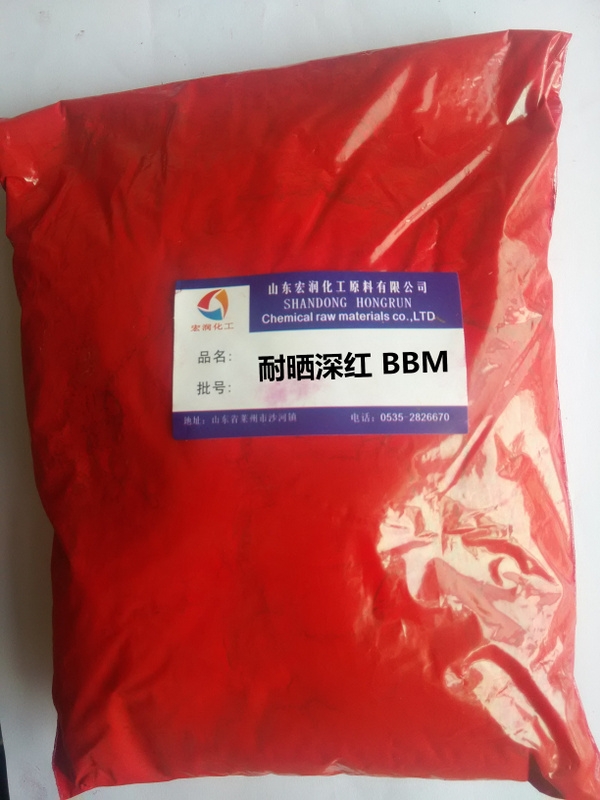 山东宏润化工原料有限公司
SHANDONG HONGRUN
Chemical raw materials co.,LTD
宏润化工
品名:
耐晒深红 BBM
批号:
地址: 山东省莱州市沙河镇
电话: 0535-2826670